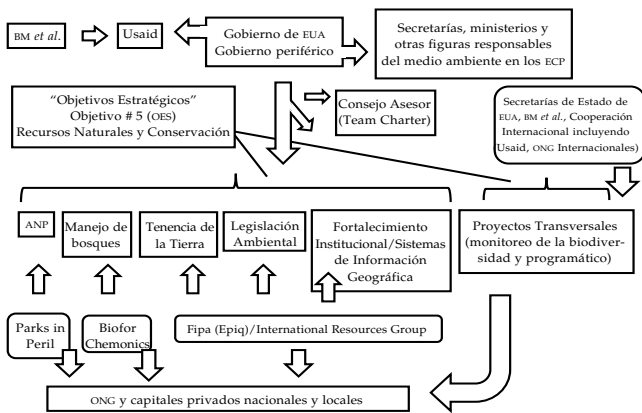 BM et al.
Usaid
Gobierno de EUA
Gobierno periférico
Secretarías, ministerios y
otras figuras responsables
del medio ambiente en los ECP
“Objetivos Estratégicos”
Objetivo # 5 (OES)
Recursos Naturales y Conservación
Consejo Asesor
(Team Charter)
Secretarías de Estado de
EUA, BM et al., Cooperación
Internacional incluyendo
(Usaid, ONG Internacionales)
ANP
Manejo de
bosques
Tenencia de
la Tierra
Legislación
Ambiental
Fortalecimiento
Institucional/Sistemas
de Información
Geográfica
Proyectos Transversales
(monitoreo de la biodiver-
sidad y programático)
Parks in
Peril
Biofor
Chemonics
Fipa (Epiq)/International Resources Group
ONG y capitales privados nacionales y locales